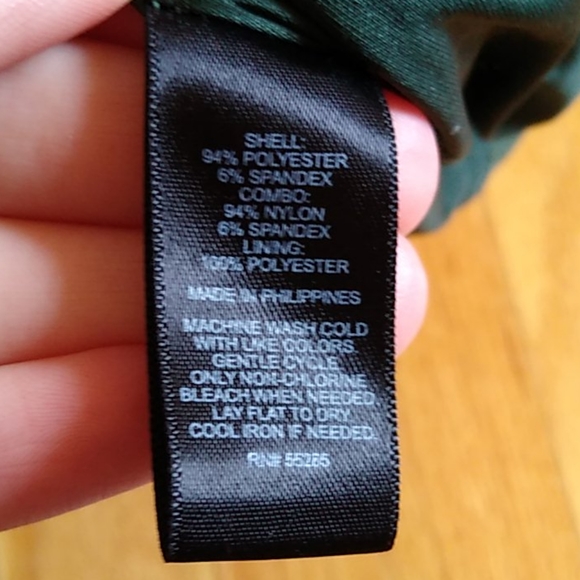 SHELL:
94% POLYESTER
6% SPANDEX
COMBO:
94% NYLON
6% SPANDEX
LINING:
100% POLYESTER
MADE IN PHILIPPINES
MACHINE WASH COLD
WITH LIKE COLORS.
GENTLE CYCLE.
ONLY NON-CHLORINE
BLEACH WHEN NEEDED.
LAY FLAT TO DRY.
COOL IRON IF NEEDED.
RN# 55285